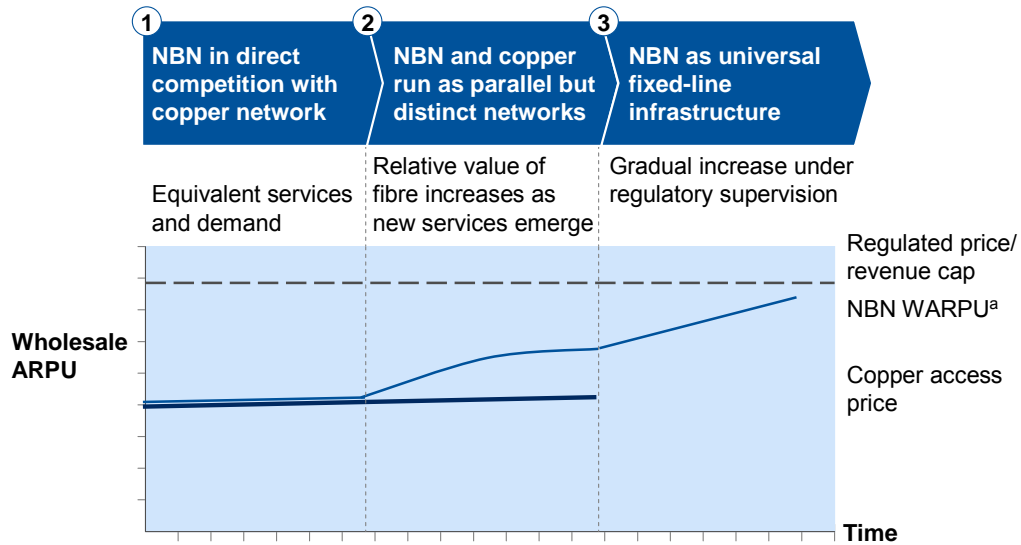 1
NBN in direct
competition with
copper network
2
NBN and copper
run as parallel but
distinct networks
3
NBN as universal
fixed-line
infrastructure
Equivalent services
and demand
Relative value of
fibre increases as
new services emerge
Gradual increase under
regulatory supervision
Regulated price/
revenue cap
NBN WARPUᵃ
Wholesale
ARPU
Copper access
price
Time